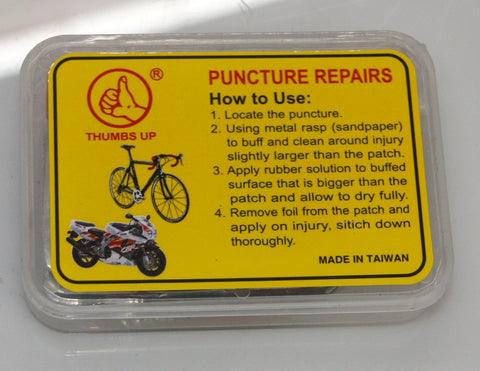 ®
THUMBS UP
PUNCTURE REPAIRS
How to Use:
1. Locate the puncture.
2. Using metal rasp (sandpaper)
to buff and clean around injury
slightly larger than the patch.
3. Apply rubber solution to buffed
surface that is bigger than the
patch and allow to dry fully.
4. Remove foil from the patch and
apply on injury, sitich down
thoroughly.
MADE IN TAIWAN